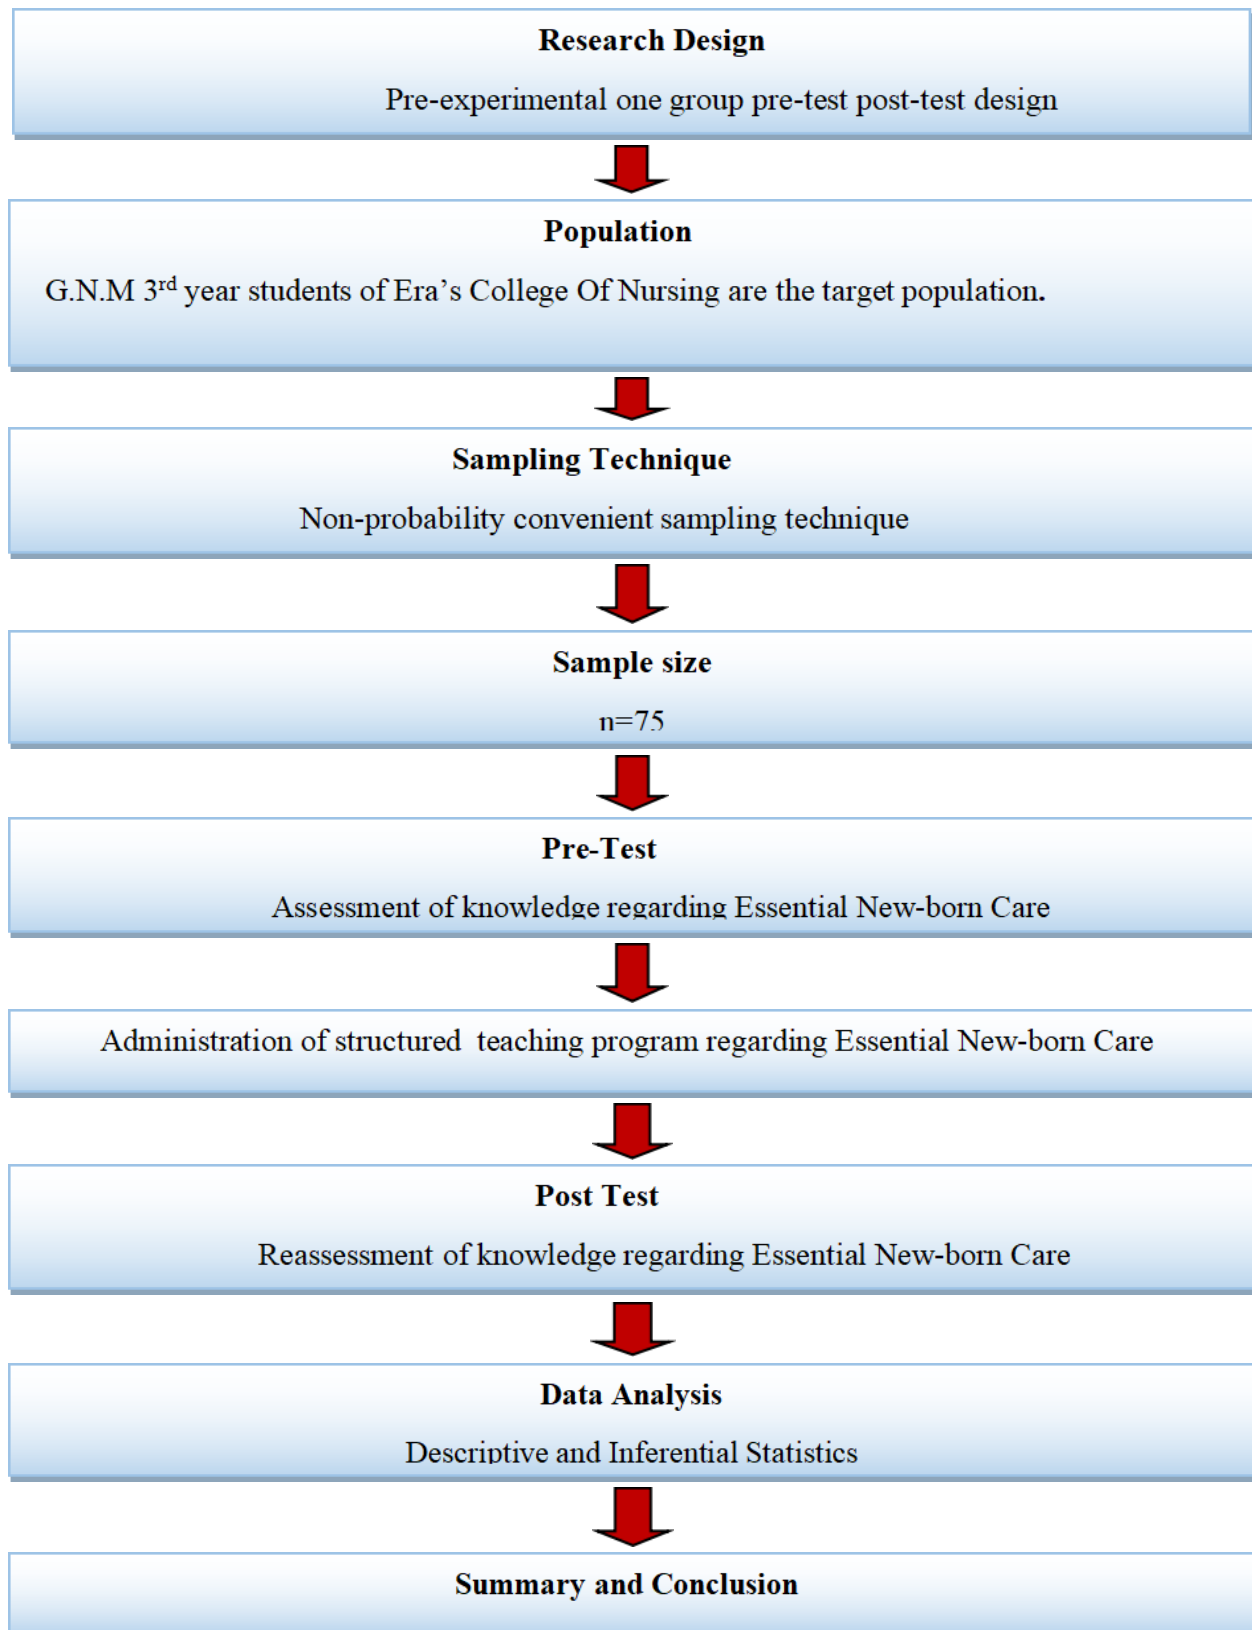 Research Design
Pre-experimental one group pre-test post-test design
Population
G.N.M 3rd year students of Era’s College Of Nursing are the target population.
Sampling Technique
Non-probability convenient sampling technique
Sample size
n=75
Pre-Test
Assessment of knowledge regarding Essential New-born Care
Administration of structured teaching program regarding Essential New-born Care
Post Test
Reassessment of knowledge regarding Essential New-born Care
Data Analysis
Descriptive and Inferential Statistics
Summary and Conclusion